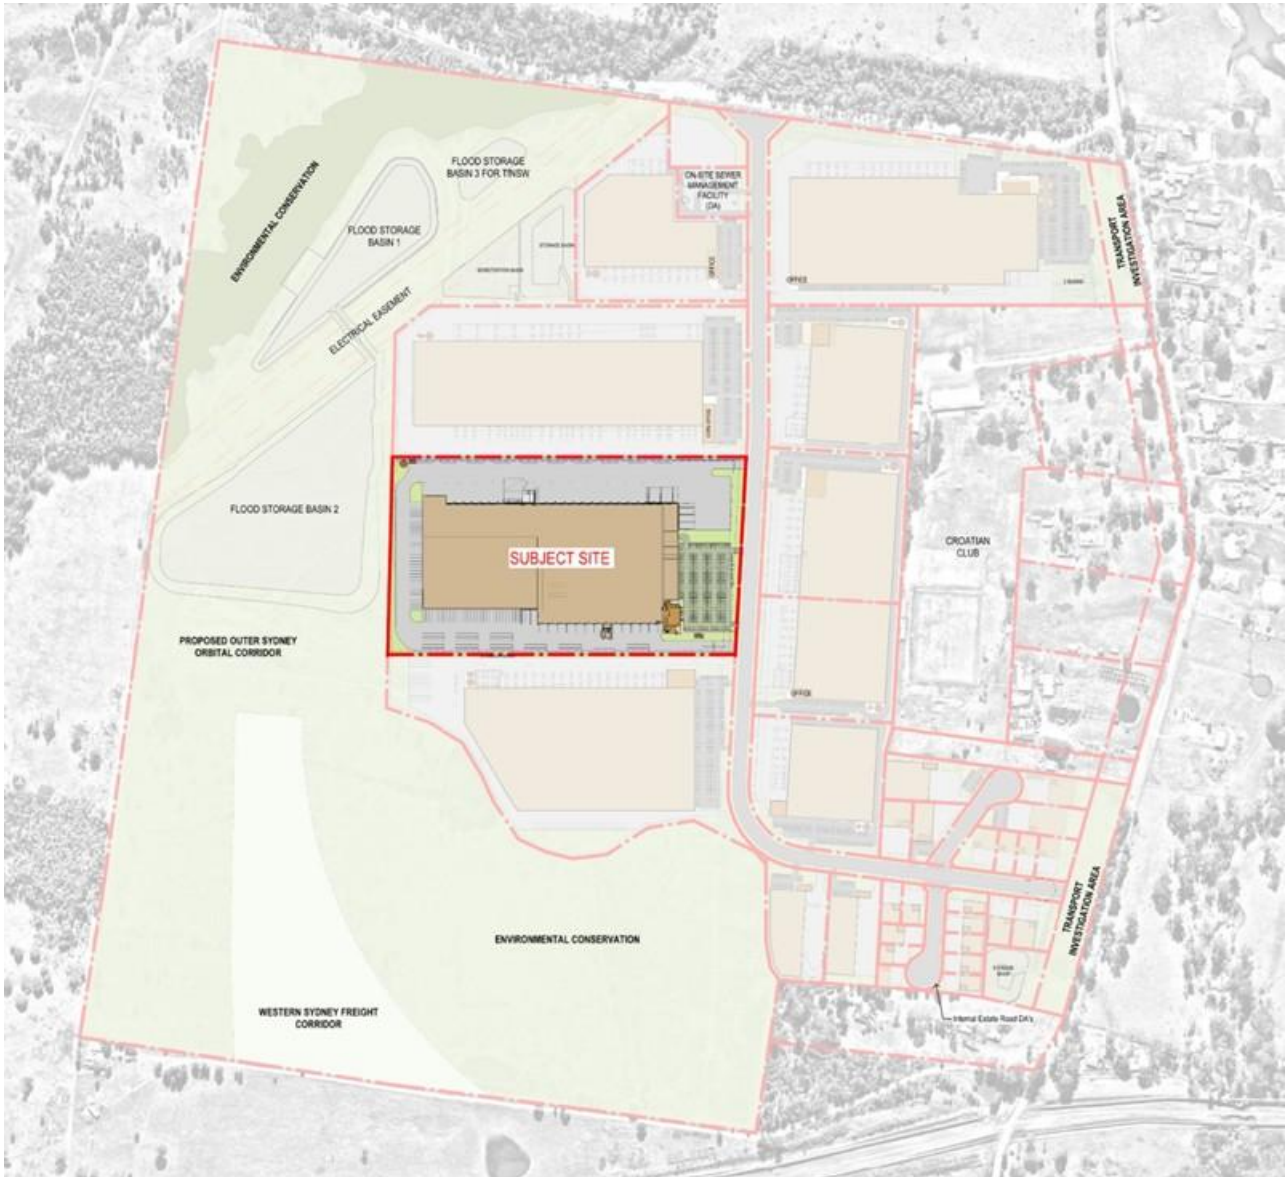 FLOOD STORAGE
BASIN 3 FOR TfNSW
ENVIRONMENTAL CONSERVATION
FLOOD STORAGE
BASIN 1
ON-SITE SEWER
MANAGEMENT
FACILITY
(DA)
TRANSPORT
INVESTIGATION AREA
STORAGE BASIN
OFFICE
OFFICE
ELECTRICAL EASEMENT
FLOOD STORAGE BASIN 2
SUBJECT SITE
CROATIAN
CLUB
PROPOSED OUTER SYDNEY
ORBITAL CORRIDOR
OFFICE
ENVIRONMENTAL CONSERVATION
TRANSPORT
INVESTIGATION AREA
WESTERN SYDNEY FREIGHT
CORRIDOR
Internal Estate Road DA's